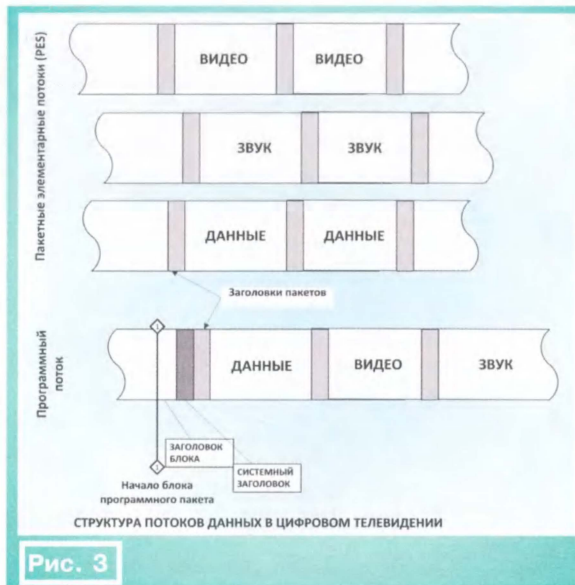 Пакетные элементарные потоки (PES)
ВИДЕО ВИДЕО
ЗВУК ЗВУК
ДАННЫЕ ДАННЫЕ
Заголовки пакетов
Программный
поток
ДАННЫЕ ВИДЕО ЗВУК
ЗАГОЛОВОК
БЛОКА
СИСТЕМНЫЙ
ЗАГОЛОВОК
Начало блока
программного пакета
СТРУКТУРА ПОТОКОВ ДАННЫХ В ЦИФРОВОМ ТЕЛЕВИДЕНИИ
Рис. 3